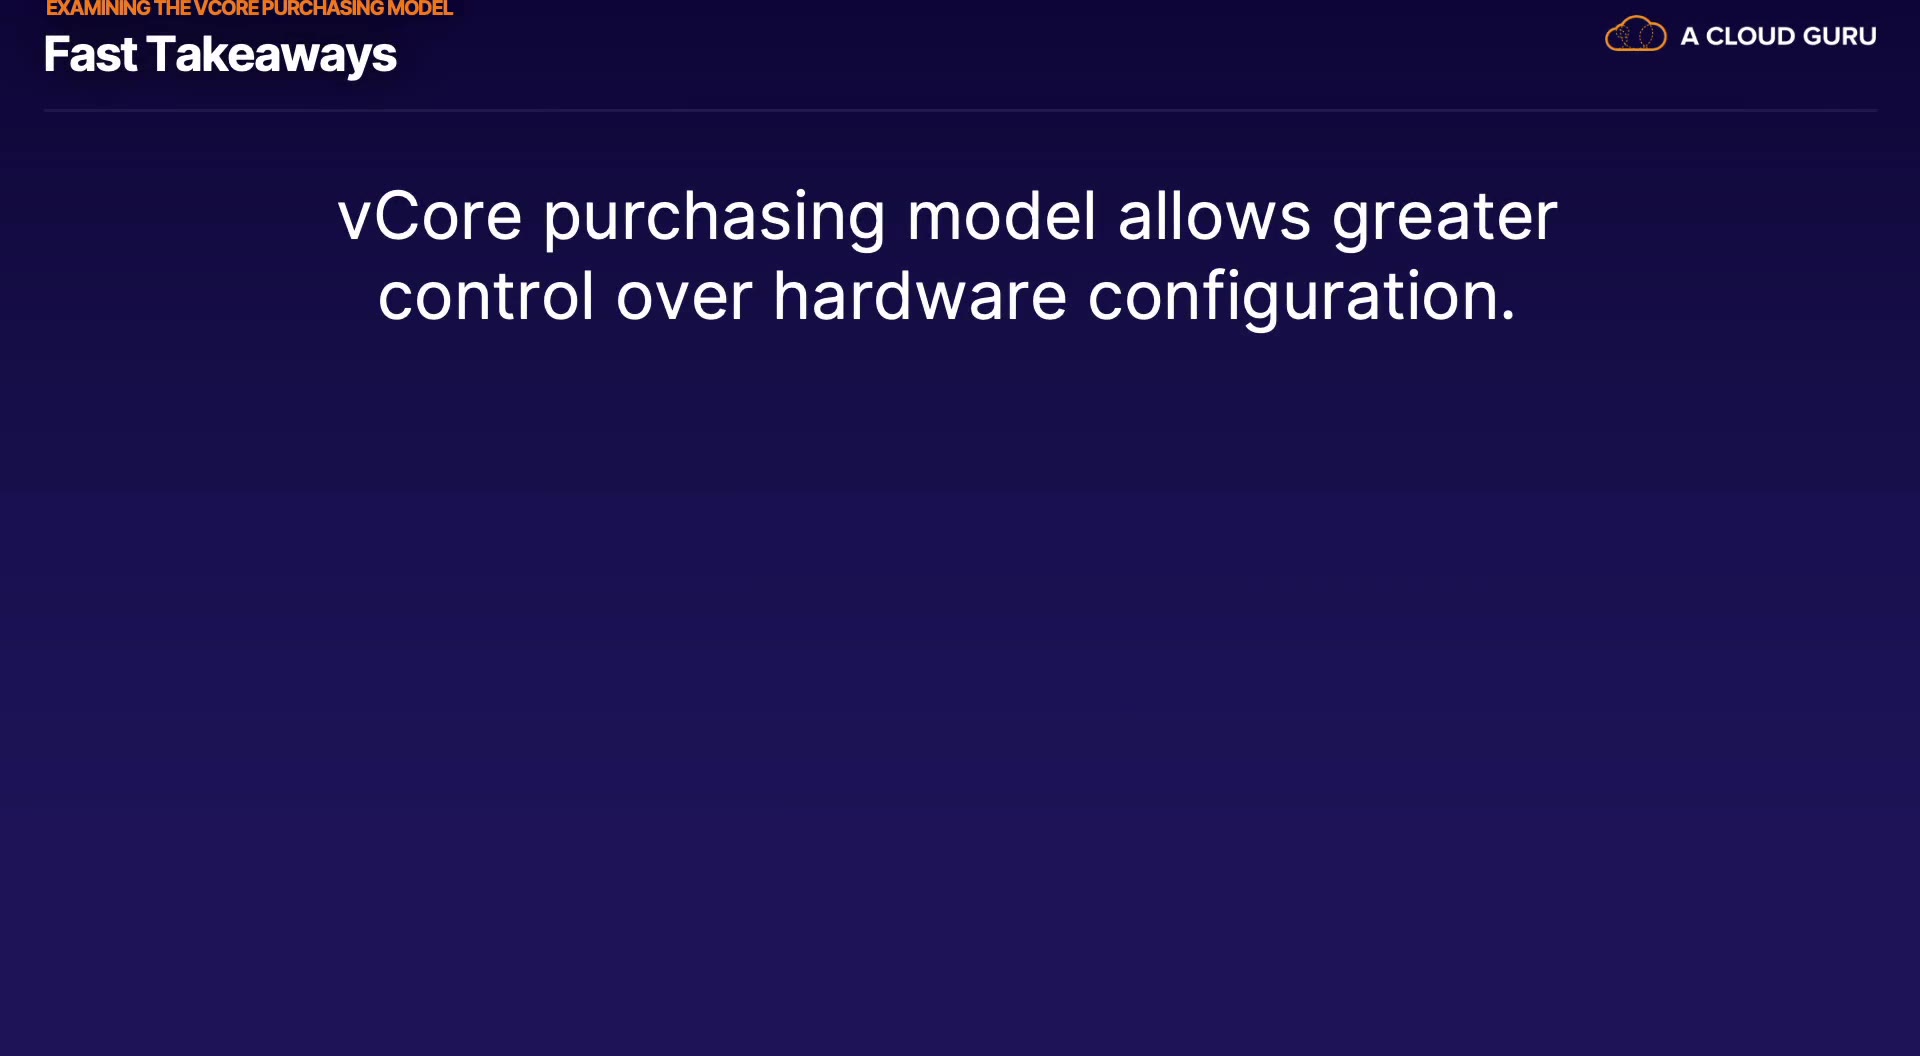 EXAMINING THE VCORE PURCHASING MODEL
Fast Takeaways
A CLOUD GURU
vCore purchasing model allows greater
control over hardware configuration.